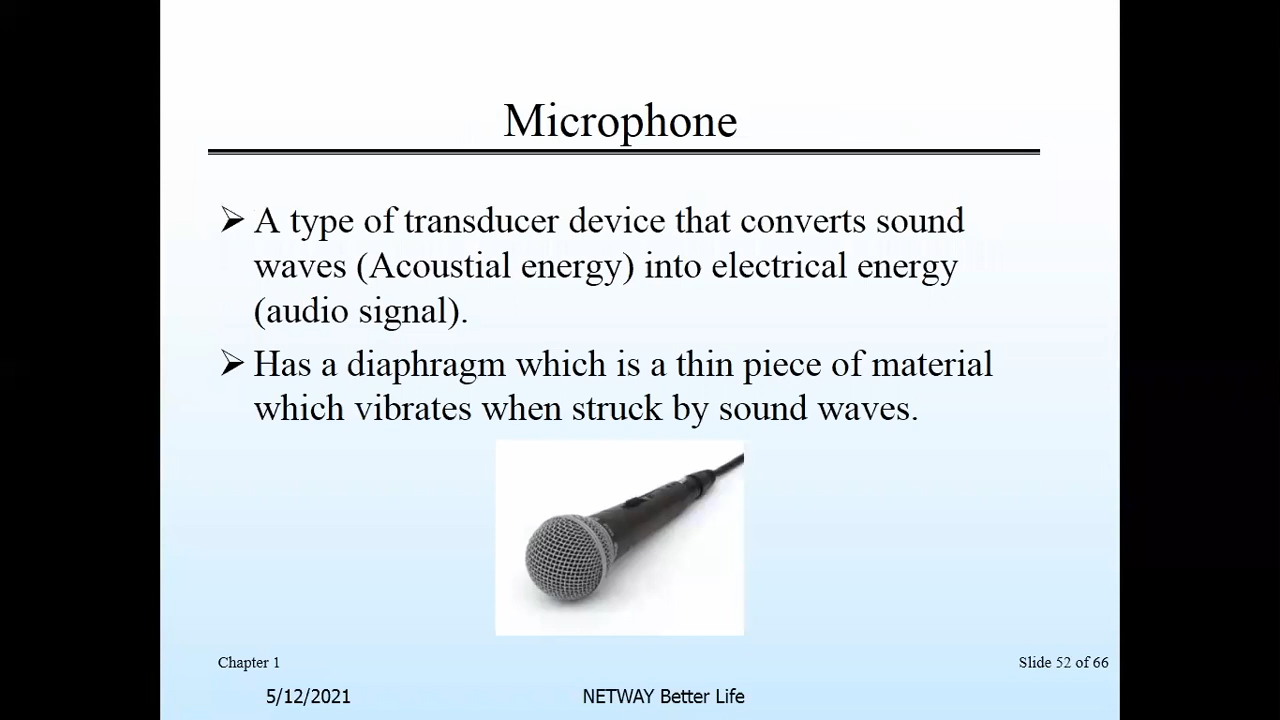 Microphone
➢ A type of transducer device that converts sound
waves (Acoustial energy) into electrical energy
(audio signal).
➢ Has a diaphragm which is a thin piece of material
which vibrates when struck by sound waves.
Chapter 1
Slide 52 of 66
5/12/2021
NETWAY Better Life